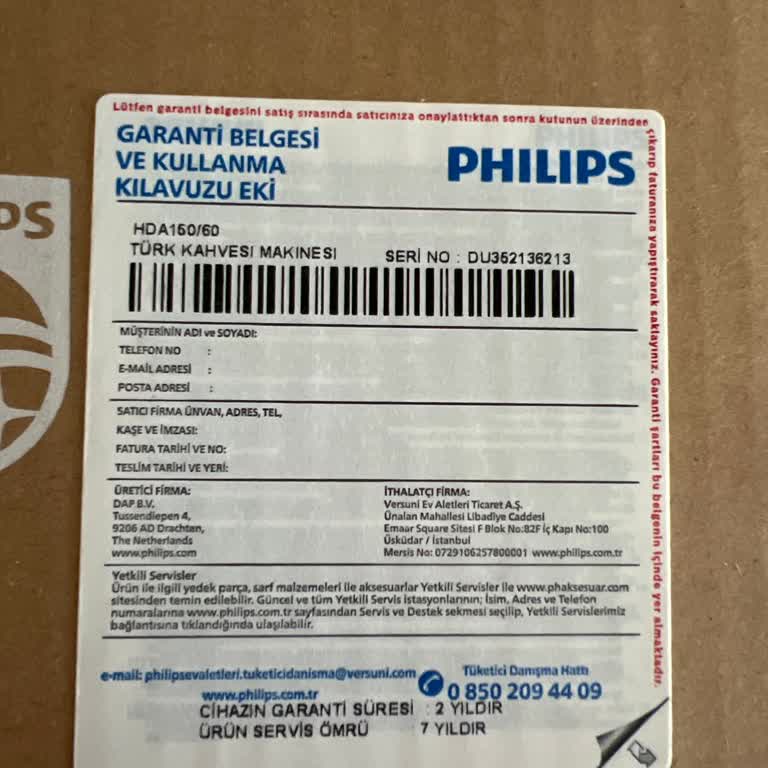 Lütfen garanti belgesini satış sırasında satıcınıza onaylattıktan sonra kutunun üzerinden
çıkarıp faturanıza yapıştırarak saklayınız. Garanti şartları bu belgenin içinde yer almaktadır.
GARANTİ BELGESİ
VE KULLANMA
KILAVUZU EKİ
PHILIPS
PS
HDA150/60
TÜRK KAHVESI MAKINESI
SERİ NO : DU352136213
MÜŞTERİNİN ADI ve SOYADI:
TELEFON NO :
E-MAİL ADRESİ :
POSTA ADRESİ :
SATICI FİRMA ÜNVAN, ADRES, TEL,
KAŞE VE İMZASI:
FATURA TARİHİ VE NO:
TESLİM TARİHİ VE YERİ:
ÜRETİCİ FİRMA:
DAP B.V.
Tussendiepen 4,
9206 AD Drachten,
The Netherlands
www.philips.com
İTHALATÇI FİRMA:
Versuni Ev Aletleri Ticaret A.Ş.
Ünalan Mahallesi Libadiye Caddesi
Emaar Square Sitesi F Blok No:82F İç Kapı No:100
Üsküdar / İstanbul
Mersis No: 0729106257800001 www.philips.com.tr
Yetkili Servisler
Ürün ile ilgili yedek parça, sarf malzemeleri ile aksesuarlar Yetkili Servisler ile www.phaksesuar.com
sitesinden temin edilebilir. Güncel ve tüm Yetkili Servis istasyonlarının; İsim, Adres ve Telefon
numaralarına www.philips.com.tr sayfasından Servis ve Destek sekmesi seçilip, Yetkili Servislerimiz
bağlantısına tıklandığında ulaşılabilir.
e-mail: philipsevaletleri.tuketicidanisma@versuni.com
www.philips.com.tr
Tüketici Danışma Hattı
0 850 209 44 09
CİHAZIN GARANTİ SÜRESİ : 2 YILDIR
ÜRÜN SERVİS ÖMRÜ : 7 YILDIR